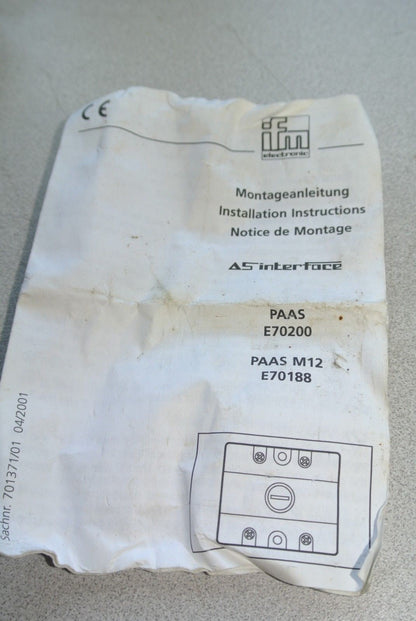 CE
ifm
electronic
Montageanleitung
Installation Instructions
Notice de Montage
AS interface
PAAS
E70200
PAAS M12
E70188
Sachnr. 701371/01 04/2001